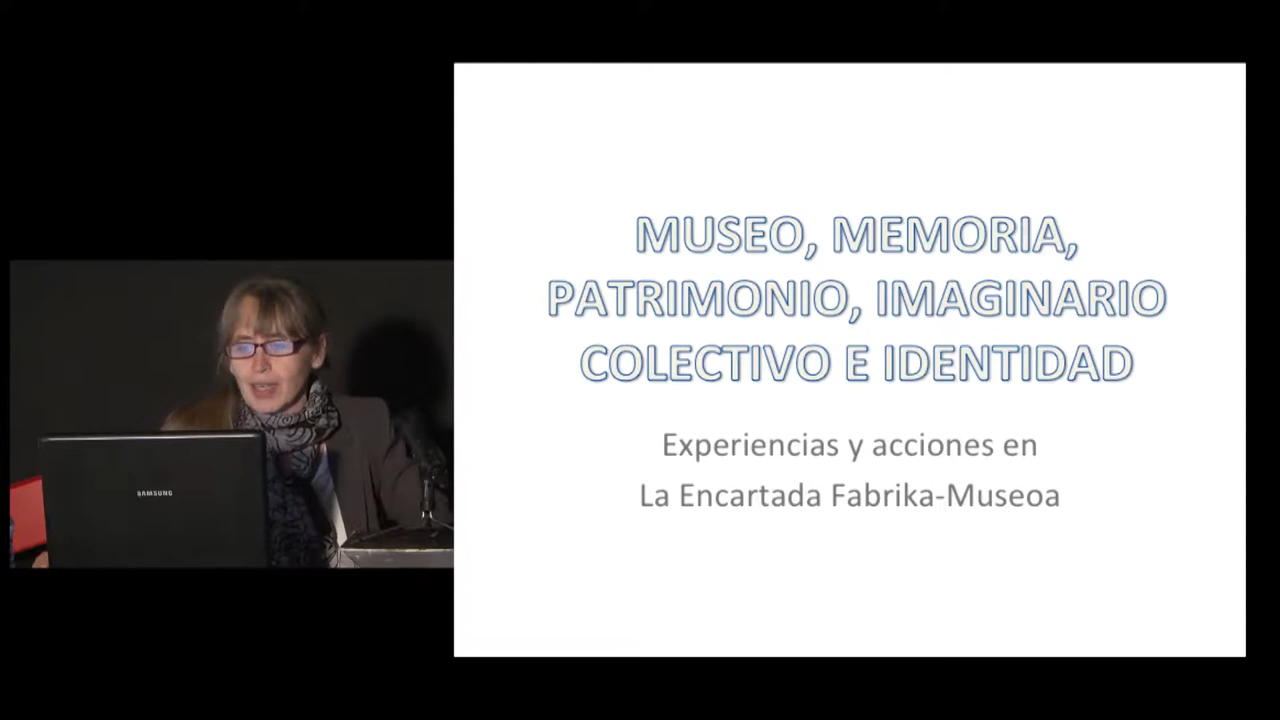 MUSEO, MEMORIA,
PATRIMONIO, IMAGINARIO
COLECTIVO E IDENTIDAD
Experiencias y acciones en
La Encartada Fabrika-Museoa
SAMSUNG